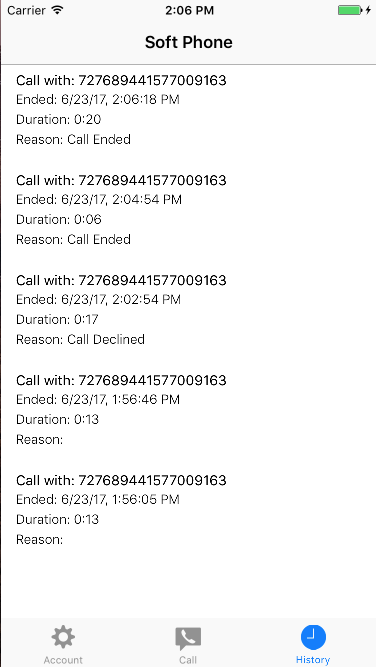 Carrier 2:06 PM
Soft Phone
Call with: 727689441577009163
Ended: 6/23/17, 2:06:18 PM
Duration: 0:20
Reason: Call Ended
Call with: 727689441577009163
Ended: 6/23/17, 2:04:54 PM
Duration: 0:06
Reason: Call Ended
Call with: 727689441577009163
Ended: 6/23/17, 2:02:54 PM
Duration: 0:17
Reason: Call Declined
Call with: 727689441577009163
Ended: 6/23/17, 1:56:46 PM
Duration: 0:13
Reason:
Call with: 727689441577009163
Ended: 6/23/17, 1:56:05 PM
Duration: 0:13
Reason:
Account Call History